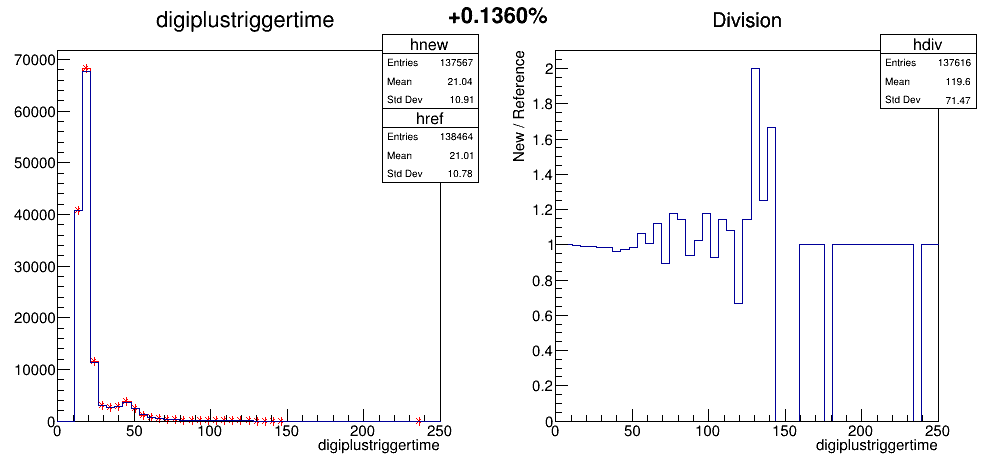 +0.1360%
digiplustriggertime
hnew
Entries 137567
Mean 21.04
Std Dev 10.91
href
Entries 138464
Mean 21.01
Std Dev 10.78
70000
60000
50000
40000
30000
20000
10000
0
0 50 100 150 200 250
digiplustriggertime
Division
hdiv
Entries 137616
Mean 119.6
Std Dev 71.47
New / Reference
2
1.8
1.6
1.4
1.2
1
0.8
0.6
0.4
0.2
0
0 50 100 150 200 250
digiplustriggertime